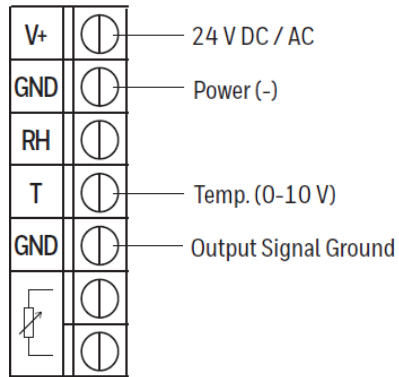 V+ 24 V DC / AC
GND Power (-)
RH
T Temp. (0-10 V)
GND Output Signal Ground